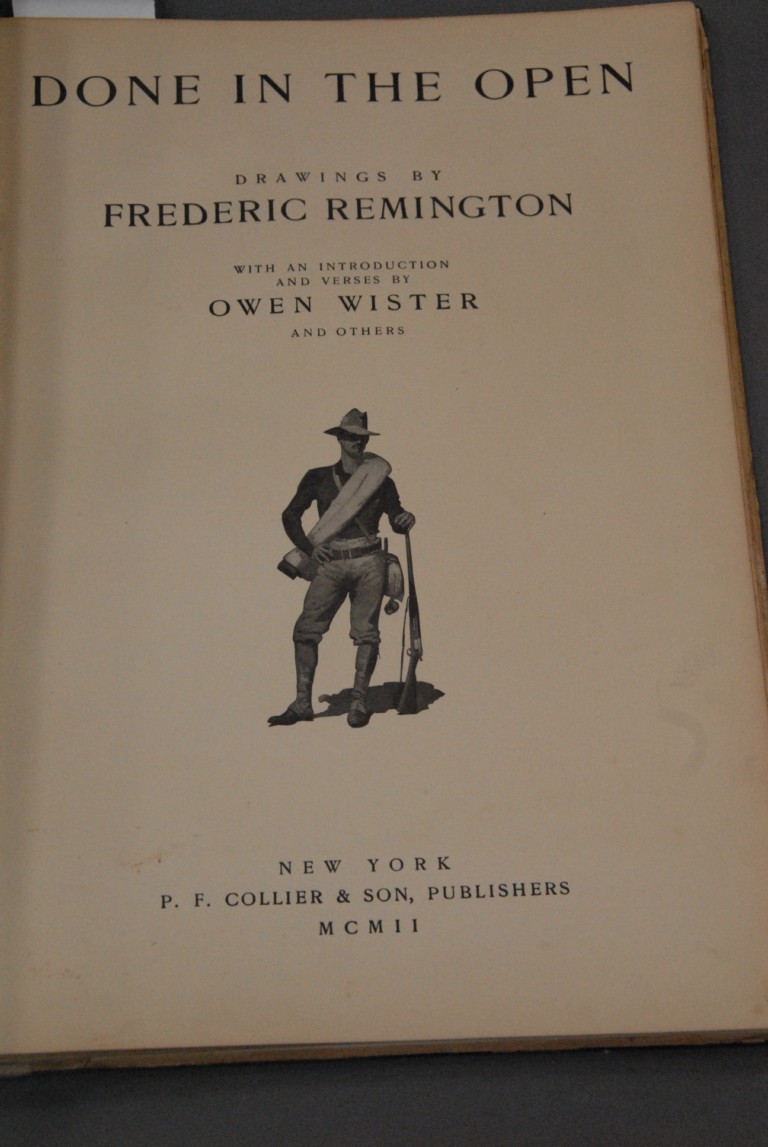 DONE IN THE OPEN
DRAWINGS BY
FREDERIC REMINGTON
WITH AN INTRODUCTION
AND VERSES BY
OWEN WISTER
AND OTHERS
NEW YORK
P. F. COLLIER & SON, PUBLISHERS
MCMII